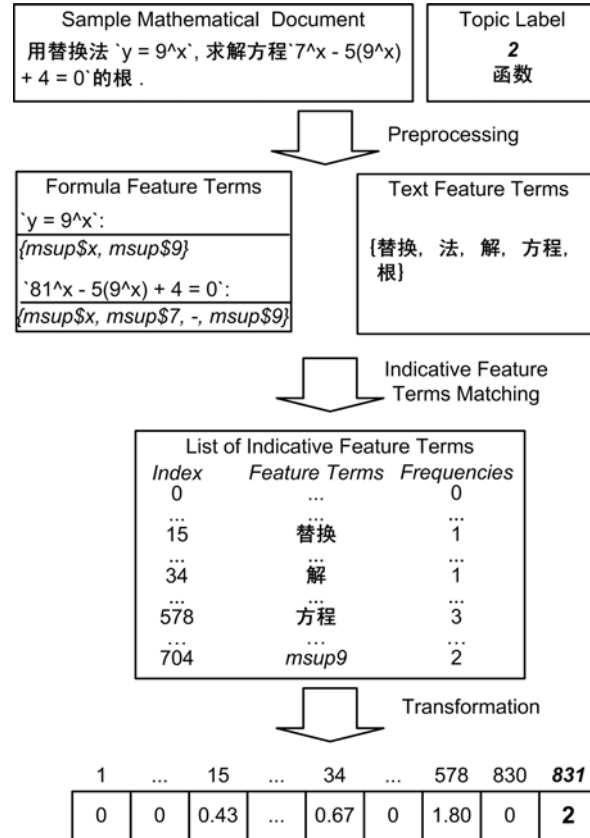 Sample Mathematical Document
用替换法 `y = 9^x`, 求解方程`7^x - 5(9^x)
+ 4 = 0`的根 .
Topic Label
2
函数
Preprocessing
Formula Feature Terms
`y = 9^x`:
{msup$x, msup$9}
`81^x - 5(9^x) + 4 = 0`:
{msup$x, msup$7, -, msup$9}
Text Feature Terms
{替换, 法, 解, 方程,
根}
Indicative Feature
Terms Matching
List of Indicative Feature Terms
Index Feature Terms Frequencies
0 ... 0
... ... ...
15 替换 1
... ... ...
34 解 1
... ... ...
578 方程 3
... ... ...
704 msup9 2
Transformation
1 ... 15 ... 34 ... 578 830 831
0 0 0.43 ... 0.67 0 1.80 0 2